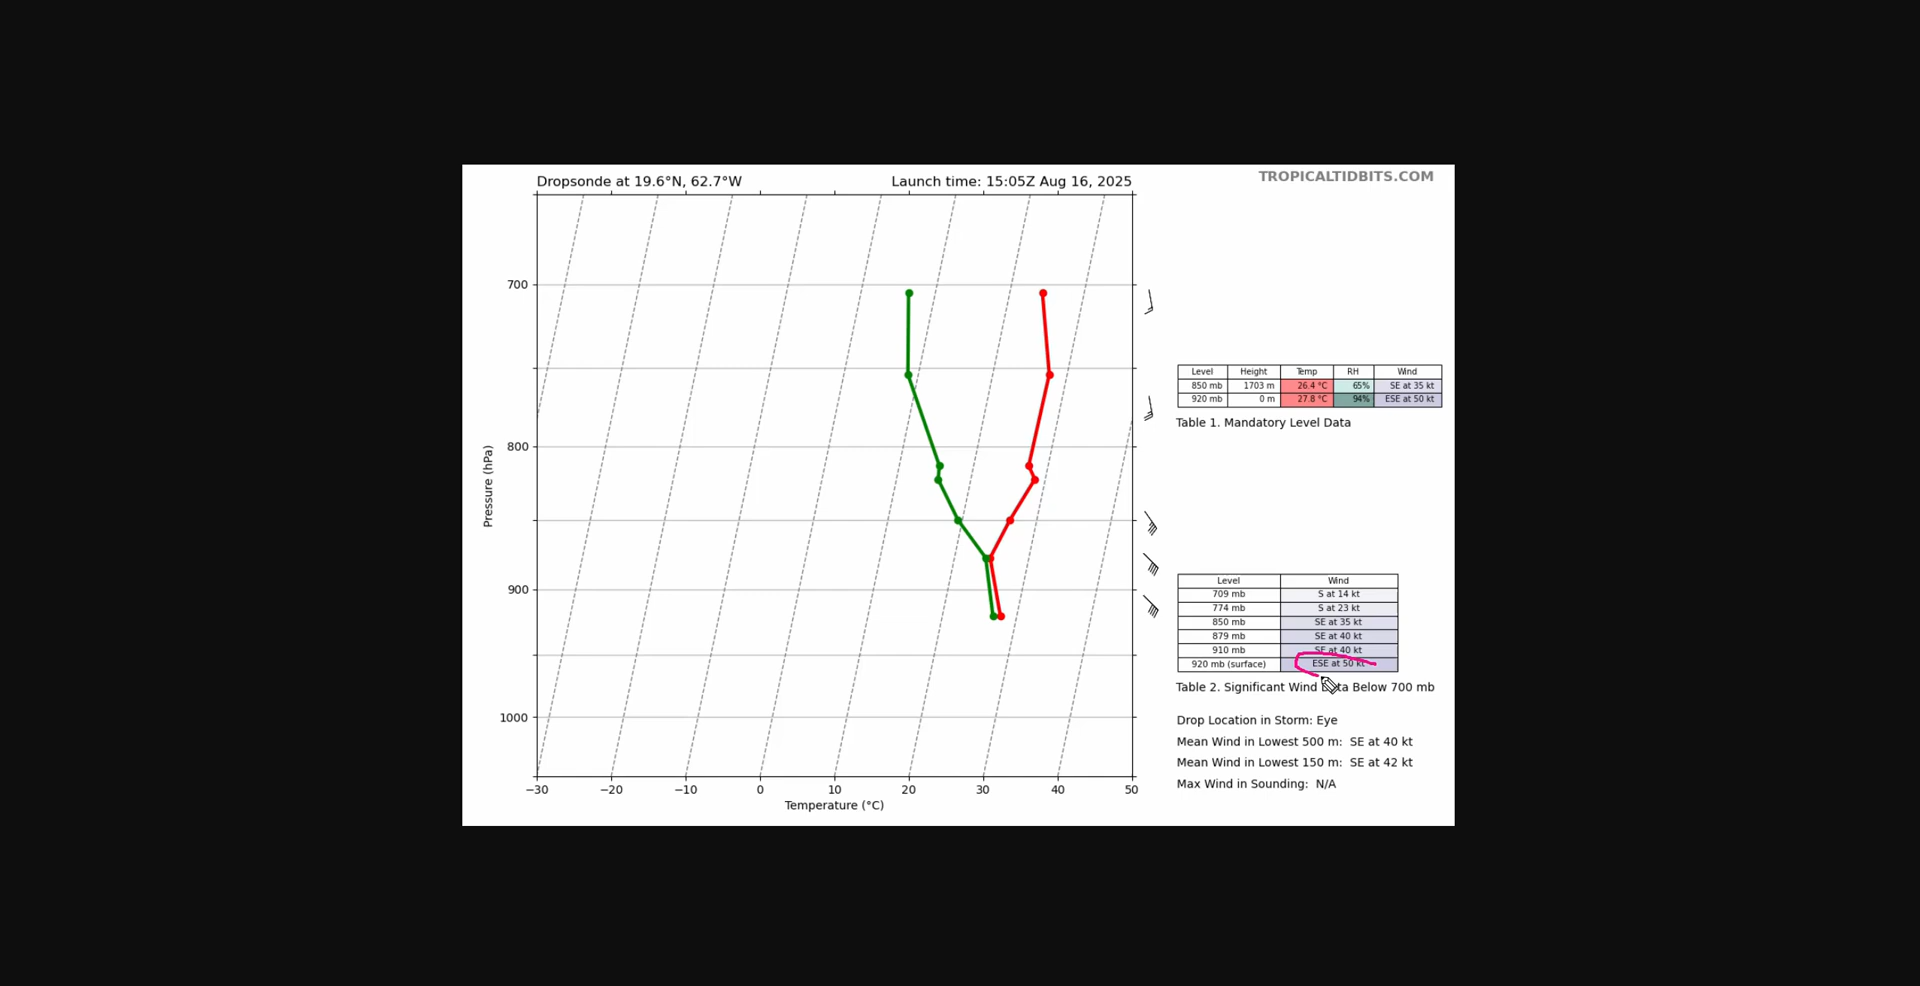 Dropsonde at 19.6°N, 62.7°W
Launch time: 15:05Z Aug 16, 2025
TROPICALTIDBITS.COM
700
800
900
1000
Pressure (hPa)
−30 −20 −10 0 10 20 30 40 50
Temperature (°C)
Level Height Temp RH Wind
850 mb 1703 m 26.4 °C 65% SE at 35 kt
920 mb 0 m 27.8 °C 94% ESE at 50 kt
Table 1. Mandatory Level Data
Level Wind
709 mb S at 14 kt
774 mb S at 23 kt
850 mb SE at 35 kt
879 mb SE at 40 kt
910 mb SE at 40 kt
920 mb (surface) ESE at 50 kt
Table 2. Significant Wind Data Below 700 mb
Drop Location in Storm: Eye
Mean Wind in Lowest 500 m: SE at 40 kt
Mean Wind in Lowest 150 m: SE at 42 kt
Max Wind in Sounding: N/A